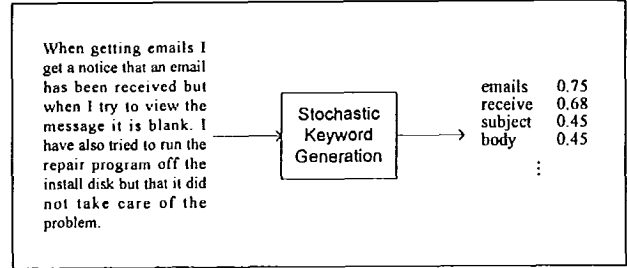 When getting emails I
get a notice that an email
has been received but
when I try to view the
message it is blank. I
have also tried to run the
repair program off the
install disk but that it did
not take care of the
problem.
Stochastic
Keyword
Generation
emails 0.75
receive 0.68
subject 0.45
body 0.45
⋮